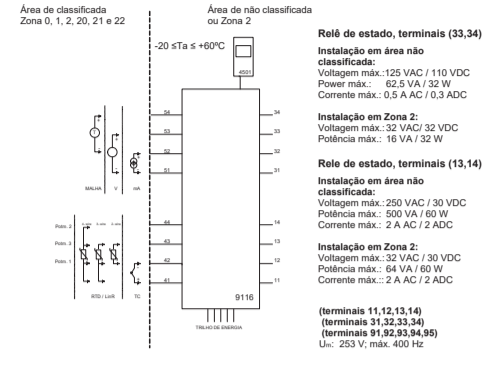 Área de classificada
Zona 0, 1, 2, 20, 21 e 22
Área de não classificada
ou Zona 2
-20 ≤Ta ≤ +60ºC
4501
54
53
52
51
44
43
42
41
34
33
32
31
14
13
12
11
9116
MALHA
V
mA
Potm. 2
Potm. 3
Potm. 1
RTD / LinR
TC
TRILHO DE ENERGIA
Relê de estado, terminais (33,34)
Instalação em área não
classificada:
Voltagem máx.:125 VAC / 110 VDC
Power máx.: 62,5 VA / 32 W
Corrente máx.: 0,5 A AC / 0,3 ADC
Instalação em Zona 2:
Voltagem máx.: 32 VAC/ 32 VDC
Potência máx.: 16 VA / 32 W
Rele de estado, terminais (13,14)
Instalação em área não
classificada:
Voltagem máx.: 250 VAC / 30 VDC
Potência máx.: 500 VA / 60 W
Corrente máx.: 2 A AC / 2 ADC
Instalação em Zona 2:
Voltagem máx.: 32 VAC / 30 VDC
Potência máx.: 64 VA / 60 W
Corrente máx.:: 2 A AC / 2 ADC
(terminais 11,12,13,14)
(terminais 31,32,33,34)
(terminais 91,92,93,94,95)
Um: 253 V; máx. 400 Hz